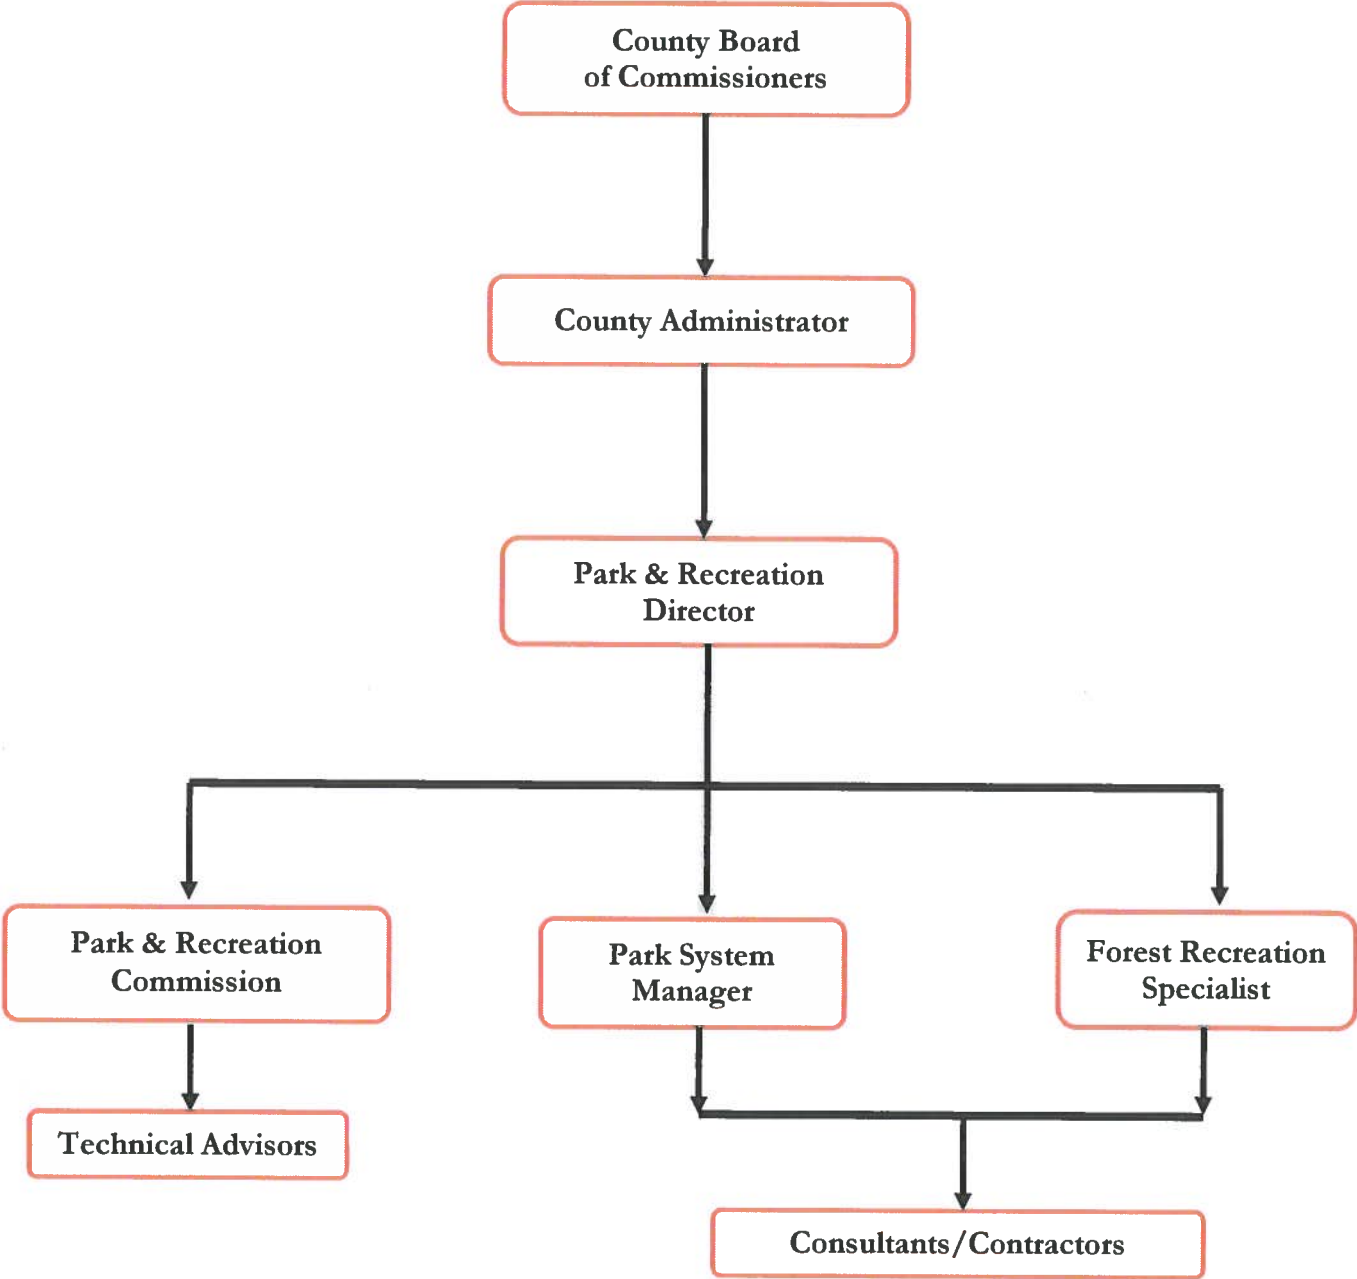 County Board
of Commissioners
County Administrator
Park & Recreation
Director
Park & Recreation
Commission
Park System
Manager
Forest Recreation
Specialist
Technical Advisors
Consultants/Contractors